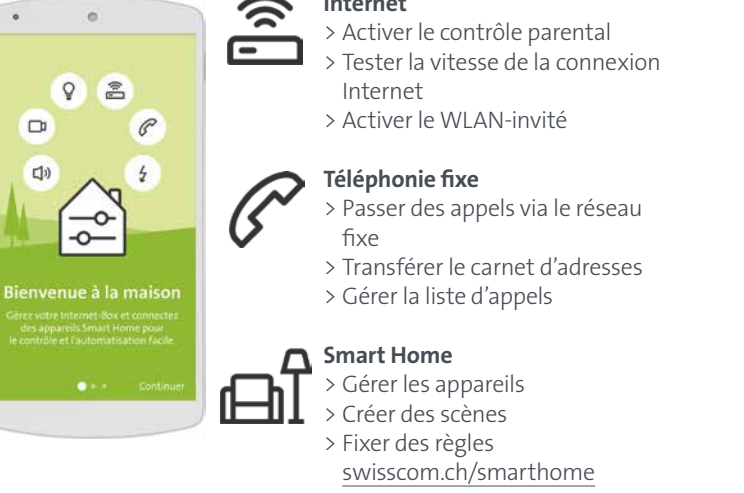 Internet
> Activer le contrôle parental
> Tester la vitesse de la connexion
Internet
> Activer le WLAN-invité
Téléphonie fixe
> Passer des appels via le réseau
fixe
> Transférer le carnet d’adresses
> Gérer la liste d’appels
Smart Home
> Gérer les appareils
> Créer des scènes
> Fixer des règles
swisscom.ch/smarthome
Bienvenue à la maison
Gérez votre Internet-Box et connectez
des appareils Smart Home pour
le contrôle et l'automatisation facile.
Continuer